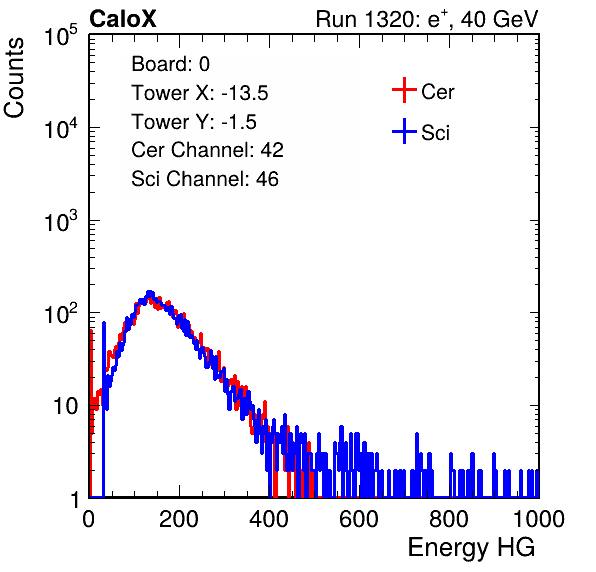 CaloX Run 1320: e⁺, 40 GeV
Board: 0
Tower X: -13.5
Tower Y: -1.5
Cer Channel: 42
Sci Channel: 46
Cer
Sci
Counts
10⁵
10⁴
10³
10²
10
1
0 200 400 600 800 1000
Energy HG